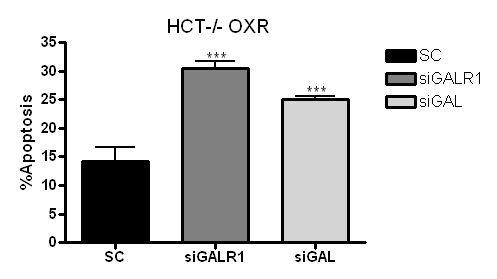 HCT-/- OXR
%Apoptosis
35
30
25
20
15
10
5
0
***
***
SC
siGALR1
siGAL
SC
siGALR1
siGAL